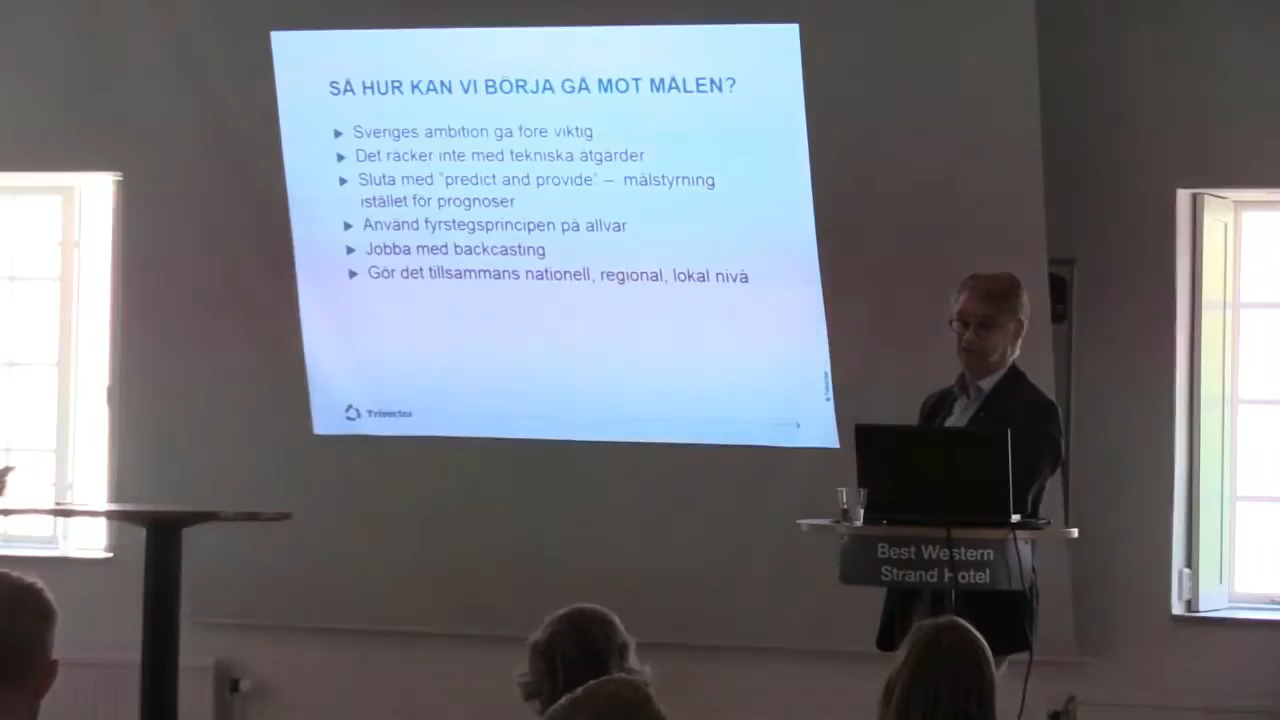 SÅ HUR KAN VI BÖRJA GÅ MOT MÅLEN?
Sveriges ambition gå före viktig
Det räcker inte med tekniska åtgärder
Sluta med "predict and provide" – målstyrning
istället för prognoser
Använd fyrstegsprincipen på allvar
Jobba med backcasting
Gör det tillsammans nationell, regional, lokal nivå
Trivector
Best Western
Strand Hotel